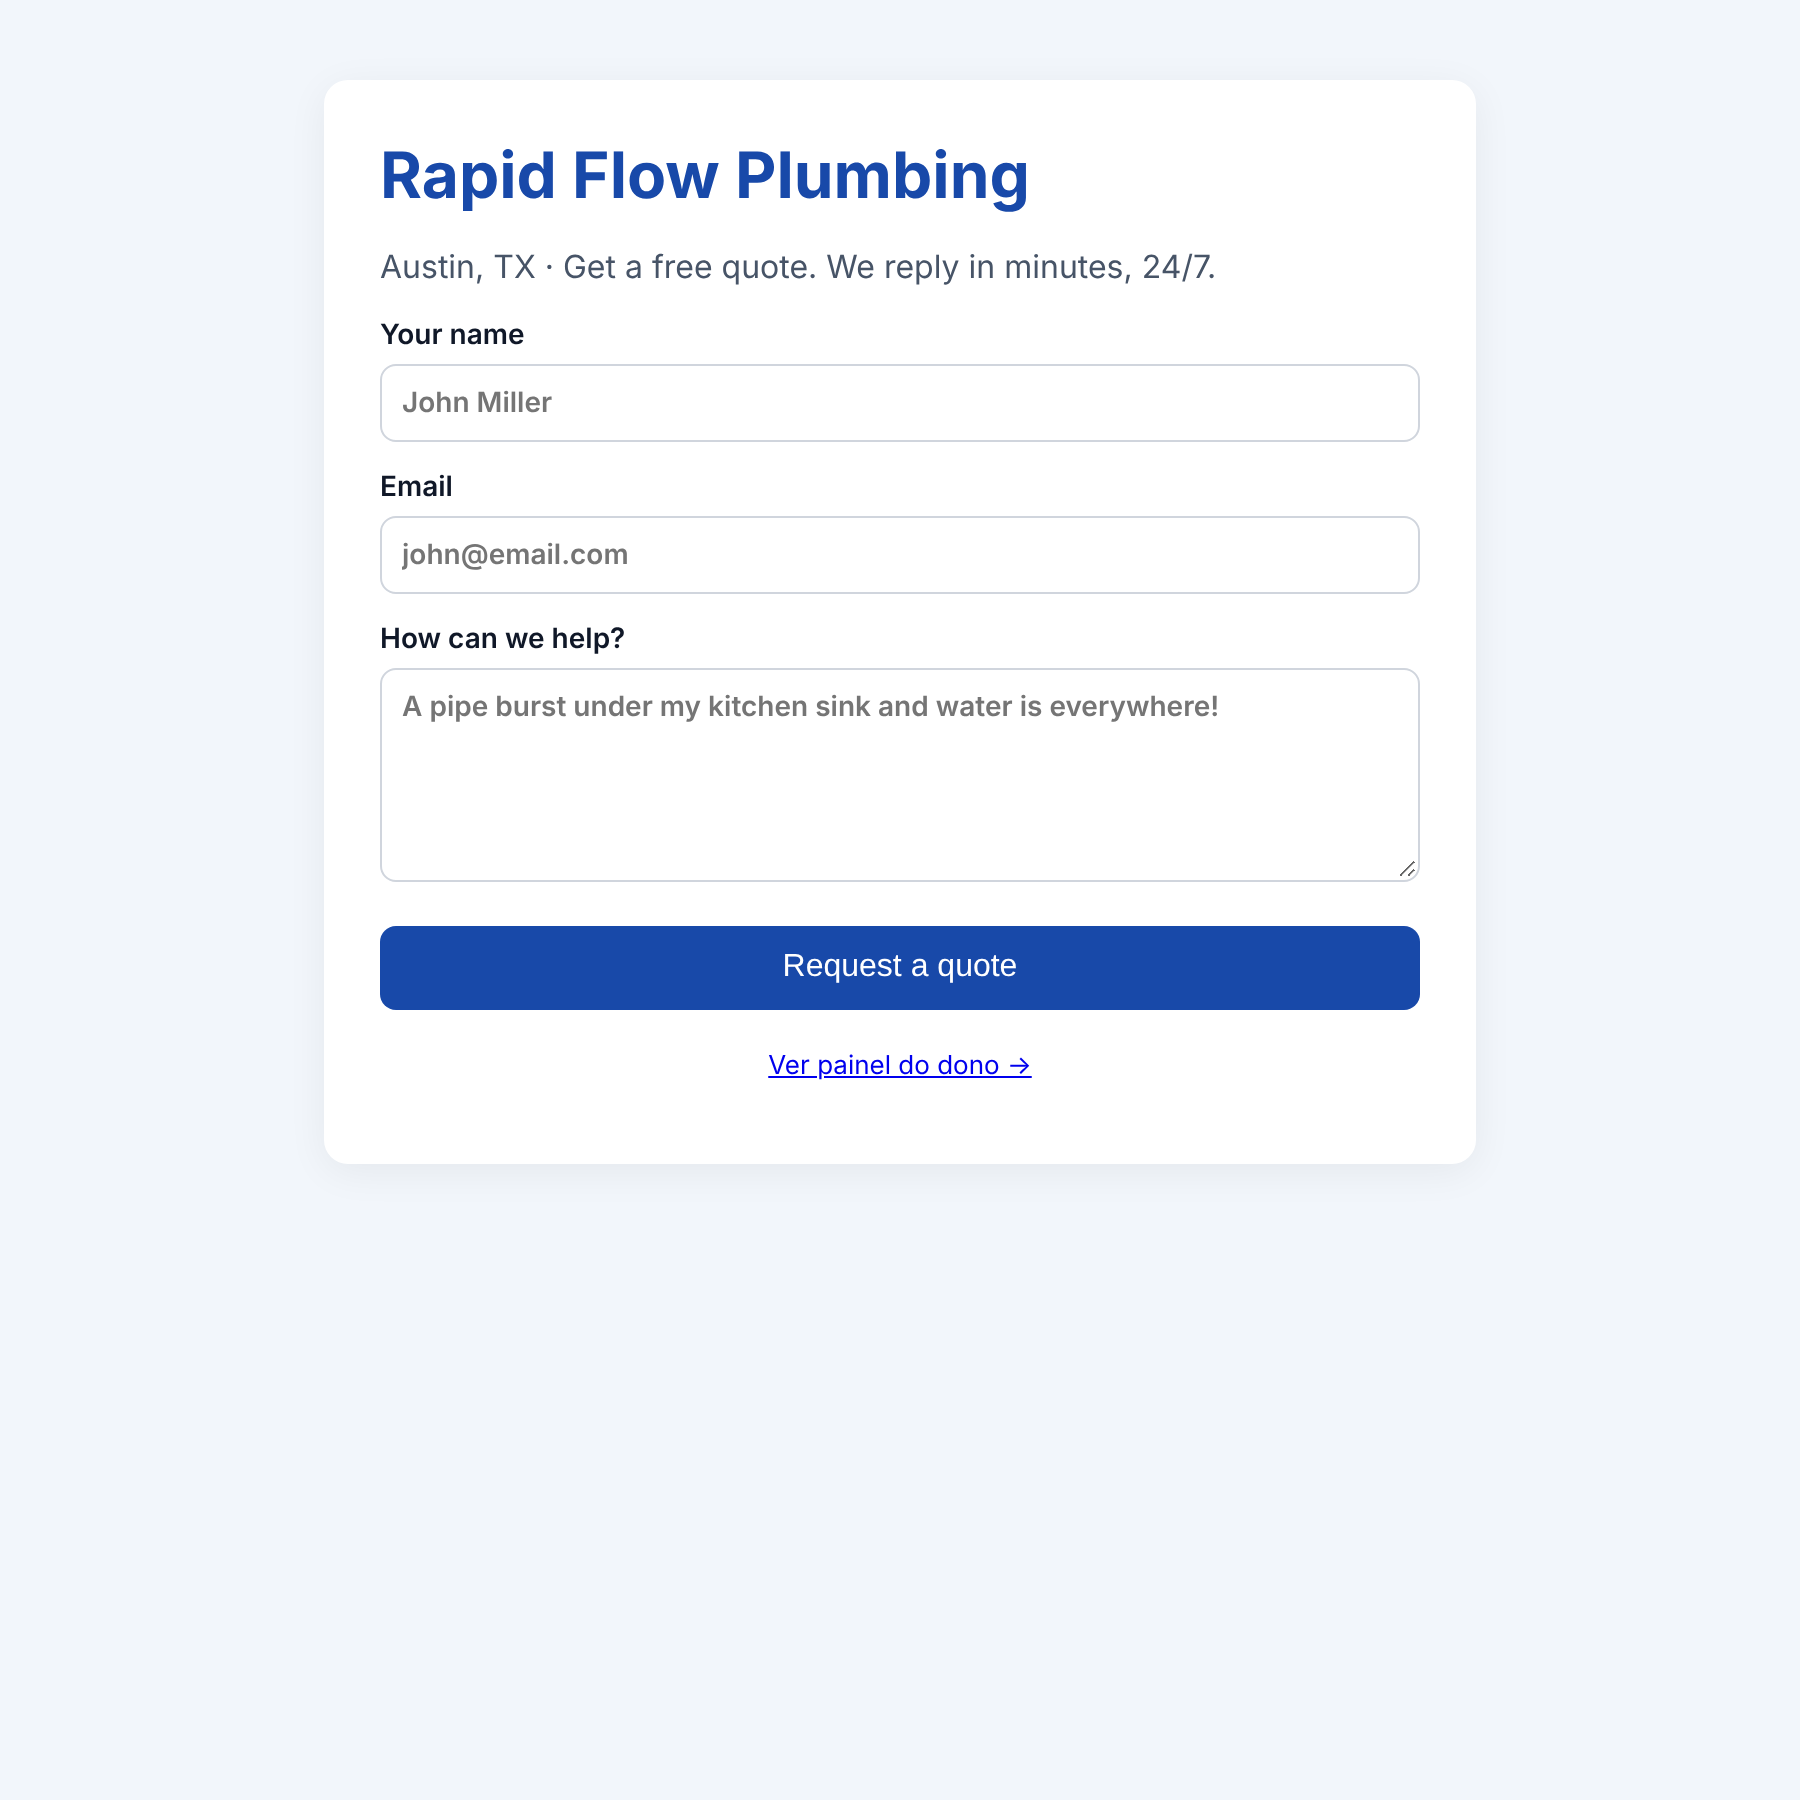 Rapid Flow Plumbing
Austin, TX · Get a free quote. We reply in minutes, 24/7.
Your name
John Miller
Email
john@email.com
How can we help?
A pipe burst under my kitchen sink and water is everywhere!
Request a quote
Ver painel do dono →